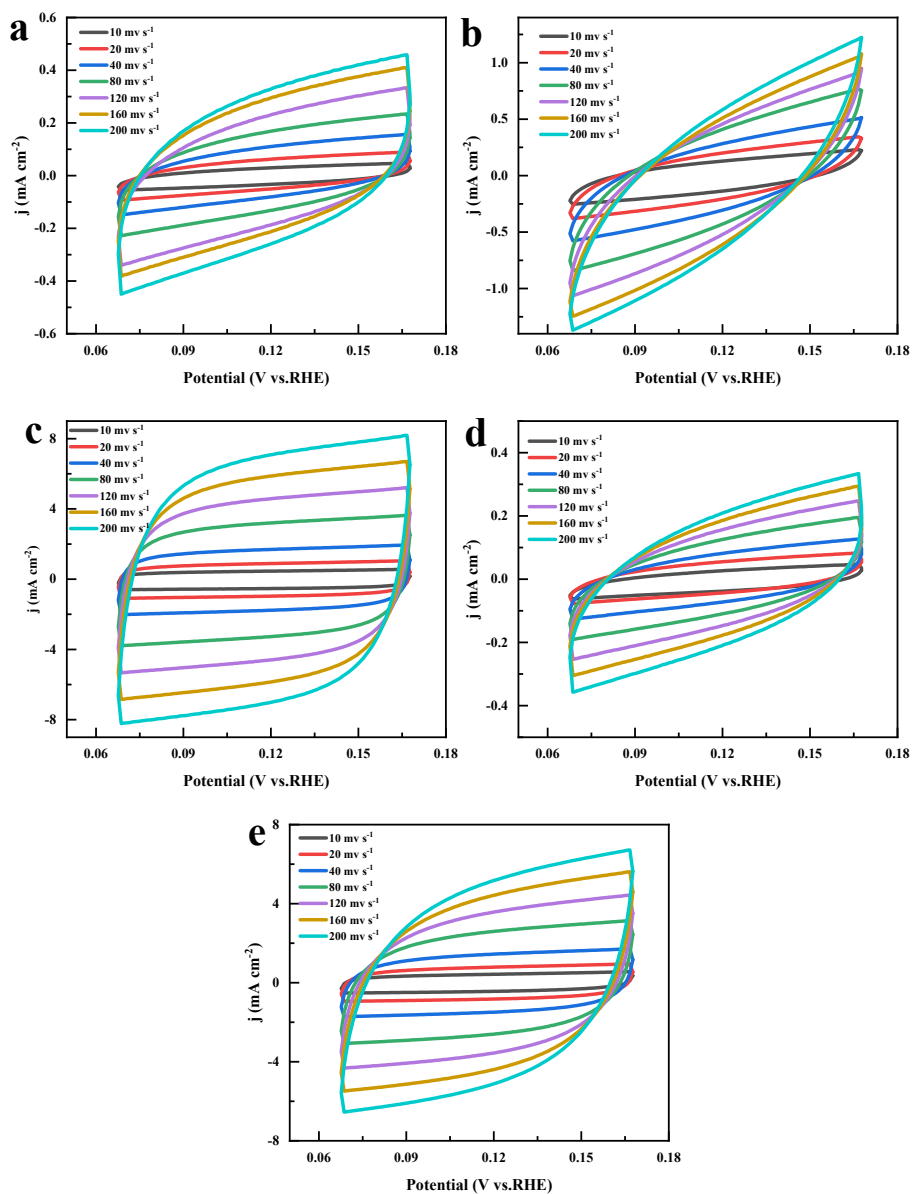 a
10 mv s-1
20 mv s-1
40 mv s-1
80 mv s-1
120 mv s-1
160 mv s-1
200 mv s-1
0.6
0.4
0.2
0.0
-0.2
-0.4
-0.6
j (mA cm-2)
0.06 0.09 0.12 0.15 0.18
Potential (V vs.RHE)
b
10 mv s-1
20 mv s-1
40 mv s-1
80 mv s-1
120 mv s-1
160 mv s-1
200 mv s-1
1.0
0.5
0.0
-0.5
-1.0
j (mA cm-2)
0.06 0.09 0.12 0.15 0.18
Potential (V vs.RHE)
c
10 mv s-1
20 mv s-1
40 mv s-1
80 mv s-1
120 mv s-1
160 mv s-1
200 mv s-1
8
4
0
-4
-8
j (mA cm-2)
0.06 0.09 0.12 0.15 0.18
Potential (V vs.RHE)
d
10 mv s-1
20 mv s-1
40 mv s-1
80 mv s-1
120 mv s-1
160 mv s-1
200 mv s-1
0.4
0.2
0.0
-0.2
-0.4
j (mA cm-2)
0.06 0.09 0.12 0.15 0.18
Potential (V vs.RHE)
e
10 mv s-1
20 mv s-1
40 mv s-1
80 mv s-1
120 mv s-1
160 mv s-1
200 mv s-1
8
4
0
-4
-8
j (mA cm-2)
0.06 0.09 0.12 0.15 0.18
Potential (V vs.RHE)